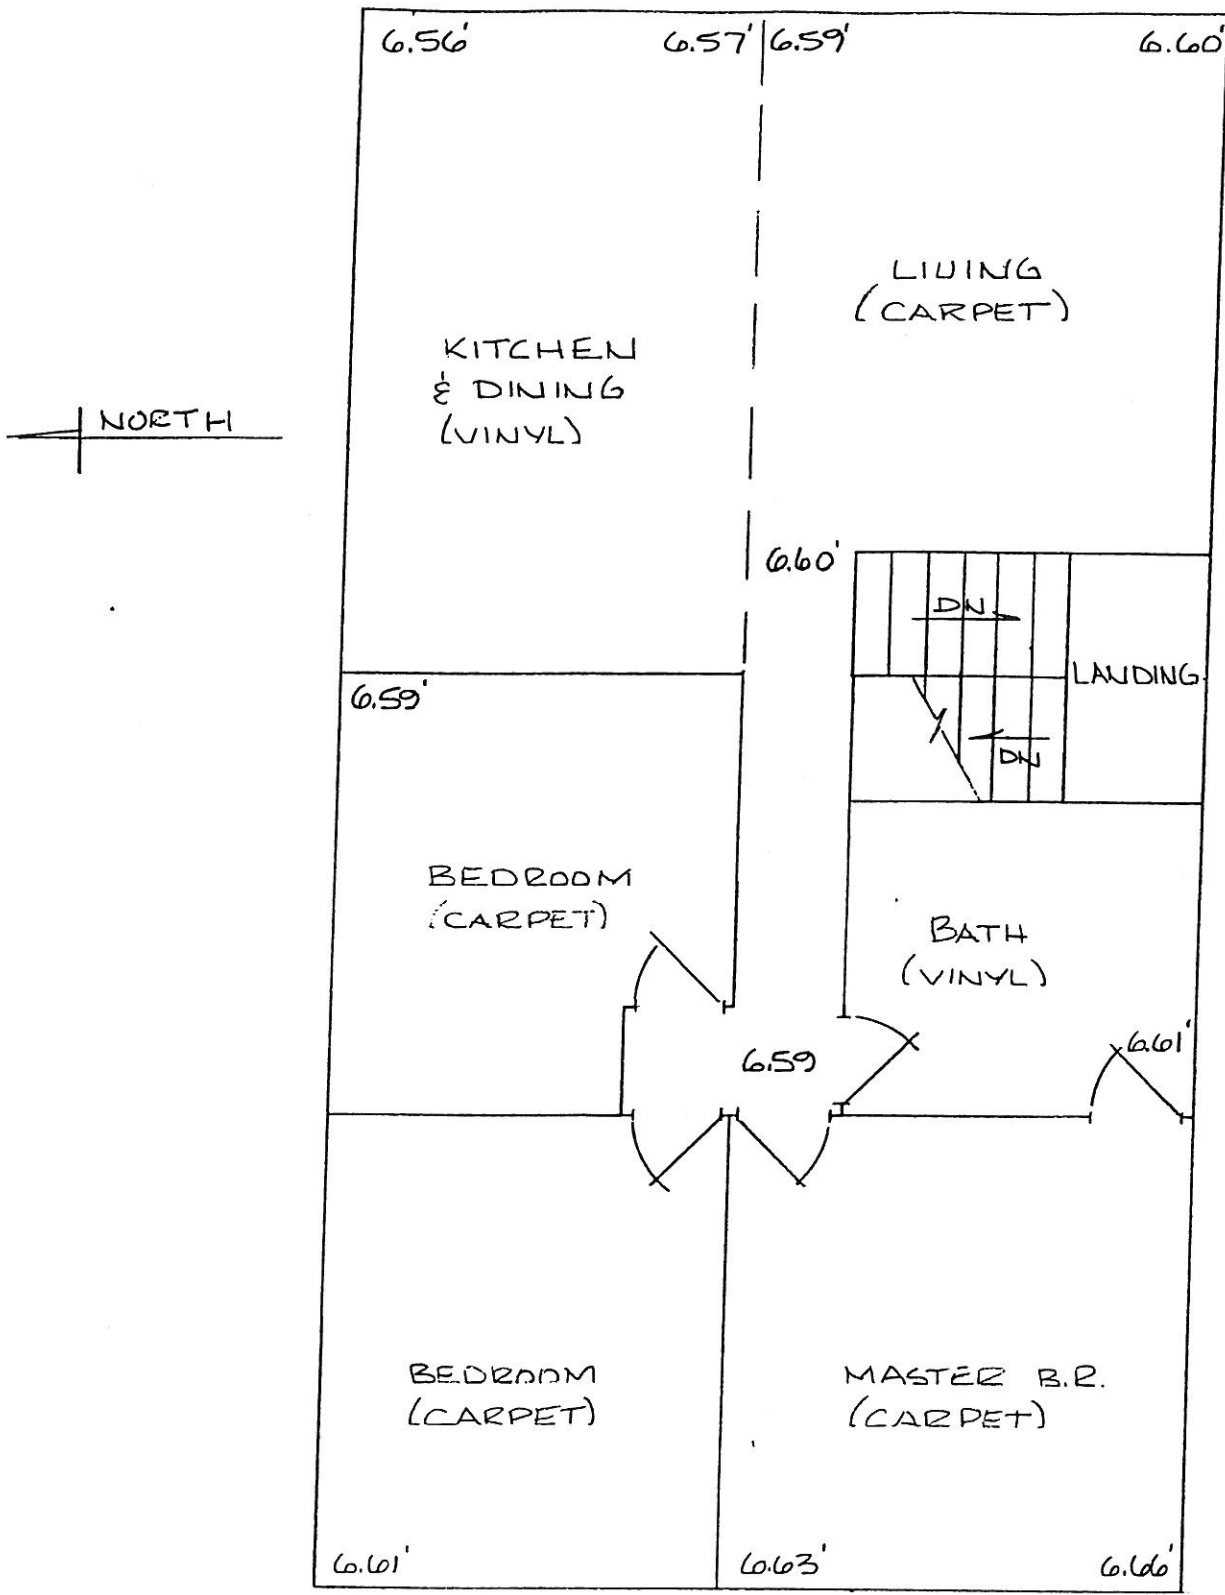 6.56' 6.57' 6.59' 6.60'
LIVING
(CARPET)
KITCHEN
& DINING
(VINYL)
NORTH
6.60'
DN
LANDING
6.59'
DN
BEDROOM
(CARPET)
BATH
(VINYL)
6.59
6.61'
BEDROOM
(CARPET)
MASTER B.R.
(CARPET)
6.61' 6.63' 6.66'